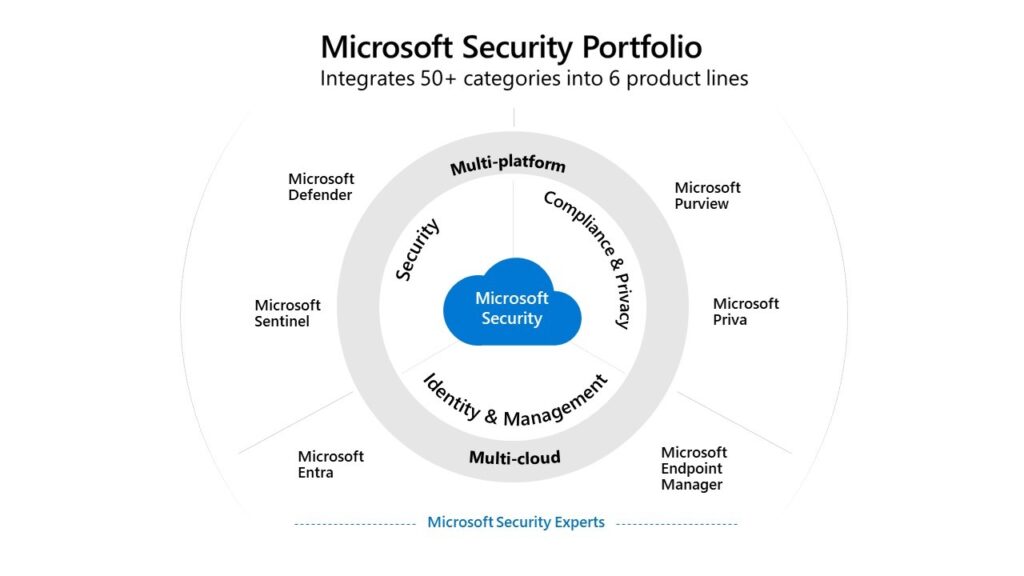 Microsoft Security Portfolio
Integrates 50+ categories into 6 product lines
Multi-platform
Microsoft
Defender
Microsoft
Purview
Security
Compliance & Privacy
Microsoft
Security
Microsoft
Sentinel
Microsoft
Priva
Identity & Management
Multi-cloud
Microsoft
Entra
Microsoft
Endpoint
Manager
Microsoft Security Experts